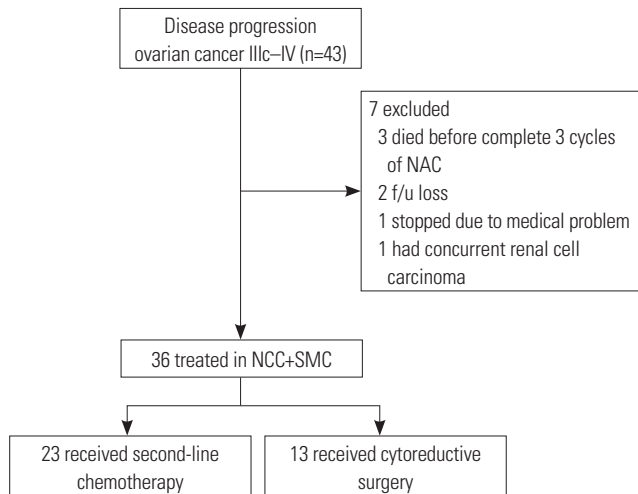 Disease progression
ovarian cancer IIIc–IV (n=43)
7 excluded
3 died before complete 3 cycles
of NAC
2 f/u loss
1 stopped due to medical problem
1 had concurrent renal cell
carcinoma
36 treated in NCC+SMC
23 received second-line
chemotherapy
13 received cytoreductive
surgery